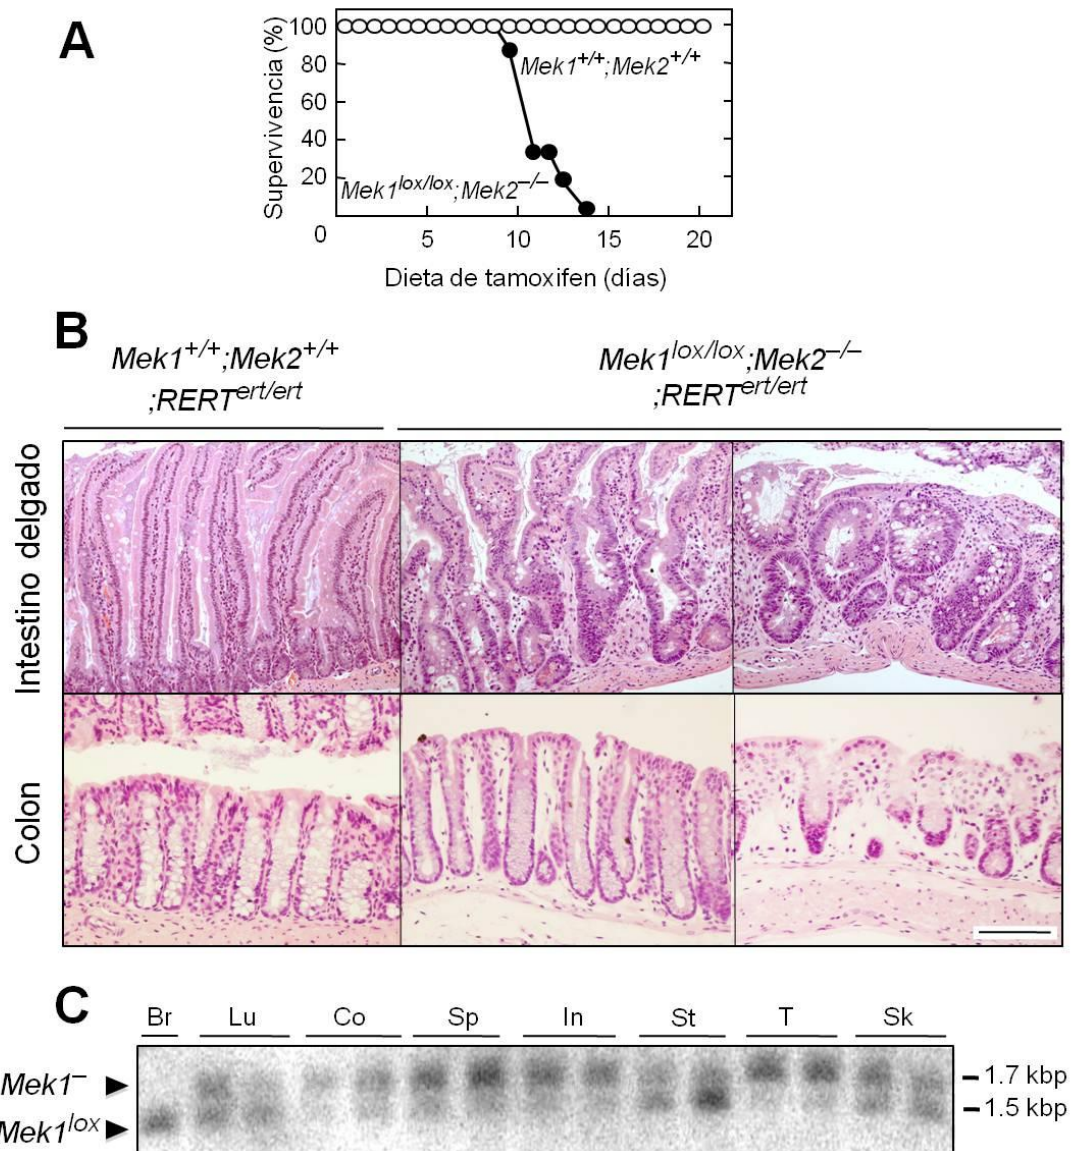 A
Supervivencia (%)
100
80
60
40
20
0
Mek1+/+;Mek2+/+
Mek1lox/lox;Mek2–/–
5 10 15 20
Dieta de tamoxifen (días)
B
Mek1+/+;Mek2+/+
;RERTert/ert
Mek1lox/lox;Mek2–/–
;RERTert/ert
Intestino delgado
Colon
C
Br Lu Co Sp In St T Sk
Mek1–
Mek1lox
1.7 kbp
1.5 kbp